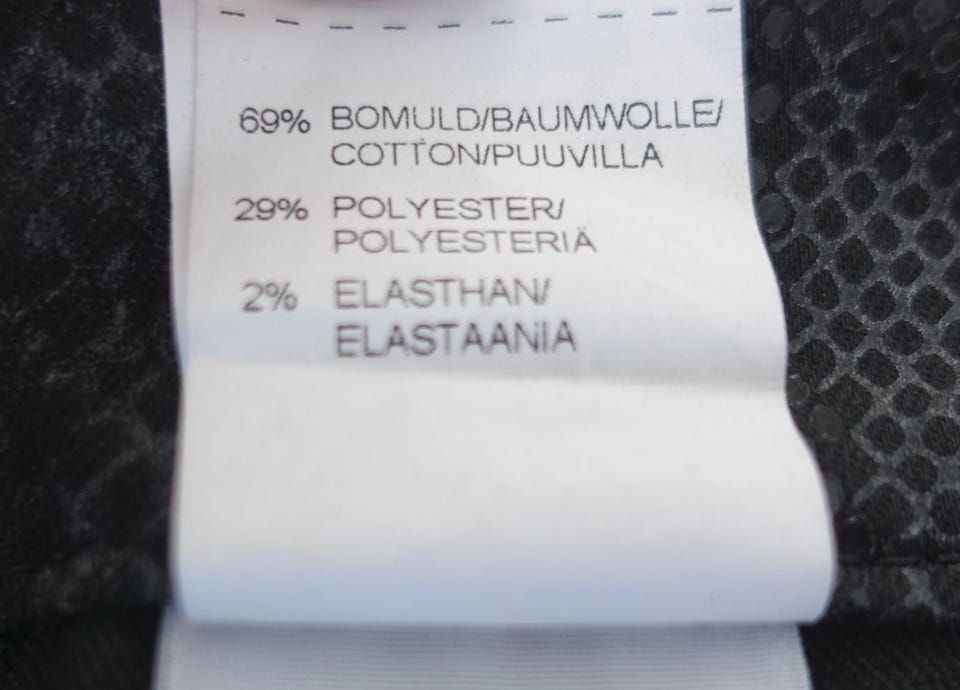 69% BOMULD/BAUMWOLLE/
COTTON/PUUVILLA
29% POLYESTER/
POLYESTERIÄ
2% ELASTHAN/
ELASTAANIA